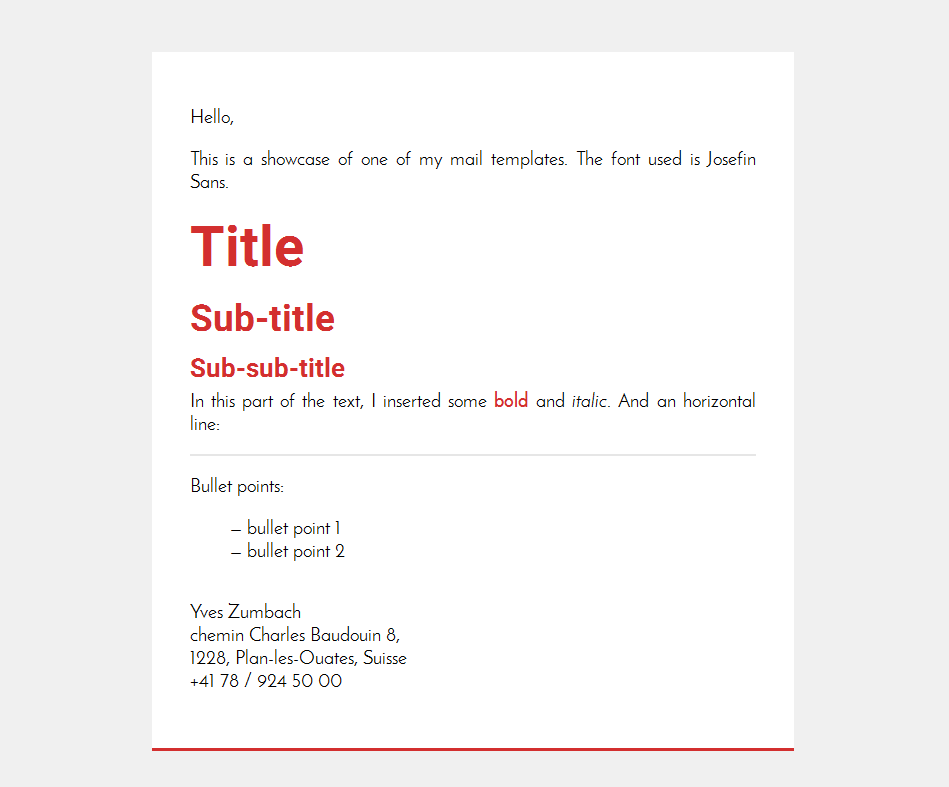 Hello,
This is a showcase of one of my mail templates. The font used is Josefin
Sans.
Title
Sub-title
Sub-sub-title
In this part of the text, I inserted some bold and italic. And an horizontal
line:
Bullet points:
– bullet point 1
– bullet point 2
Yves Zumbach
chemin Charles Baudouin 8,
1228, Plan-les-Ouates, Suisse
+41 78 / 924 50 00